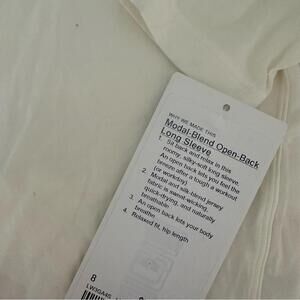 WHY WE MADE THIS
Modal-Blend Open-Back
Long Sleeve
1. Sit back and relax in this
roomy, silky-soft long sleeve.
An open back lets you feel the
breeze after a tough a workout
(or workday)
2. Modal and silk-blend jersey
fabric is sweat-wicking,
quick-drying, and naturally
breathable
3. An open back lets your body
breathe
4. Relaxed fit, hip length
8